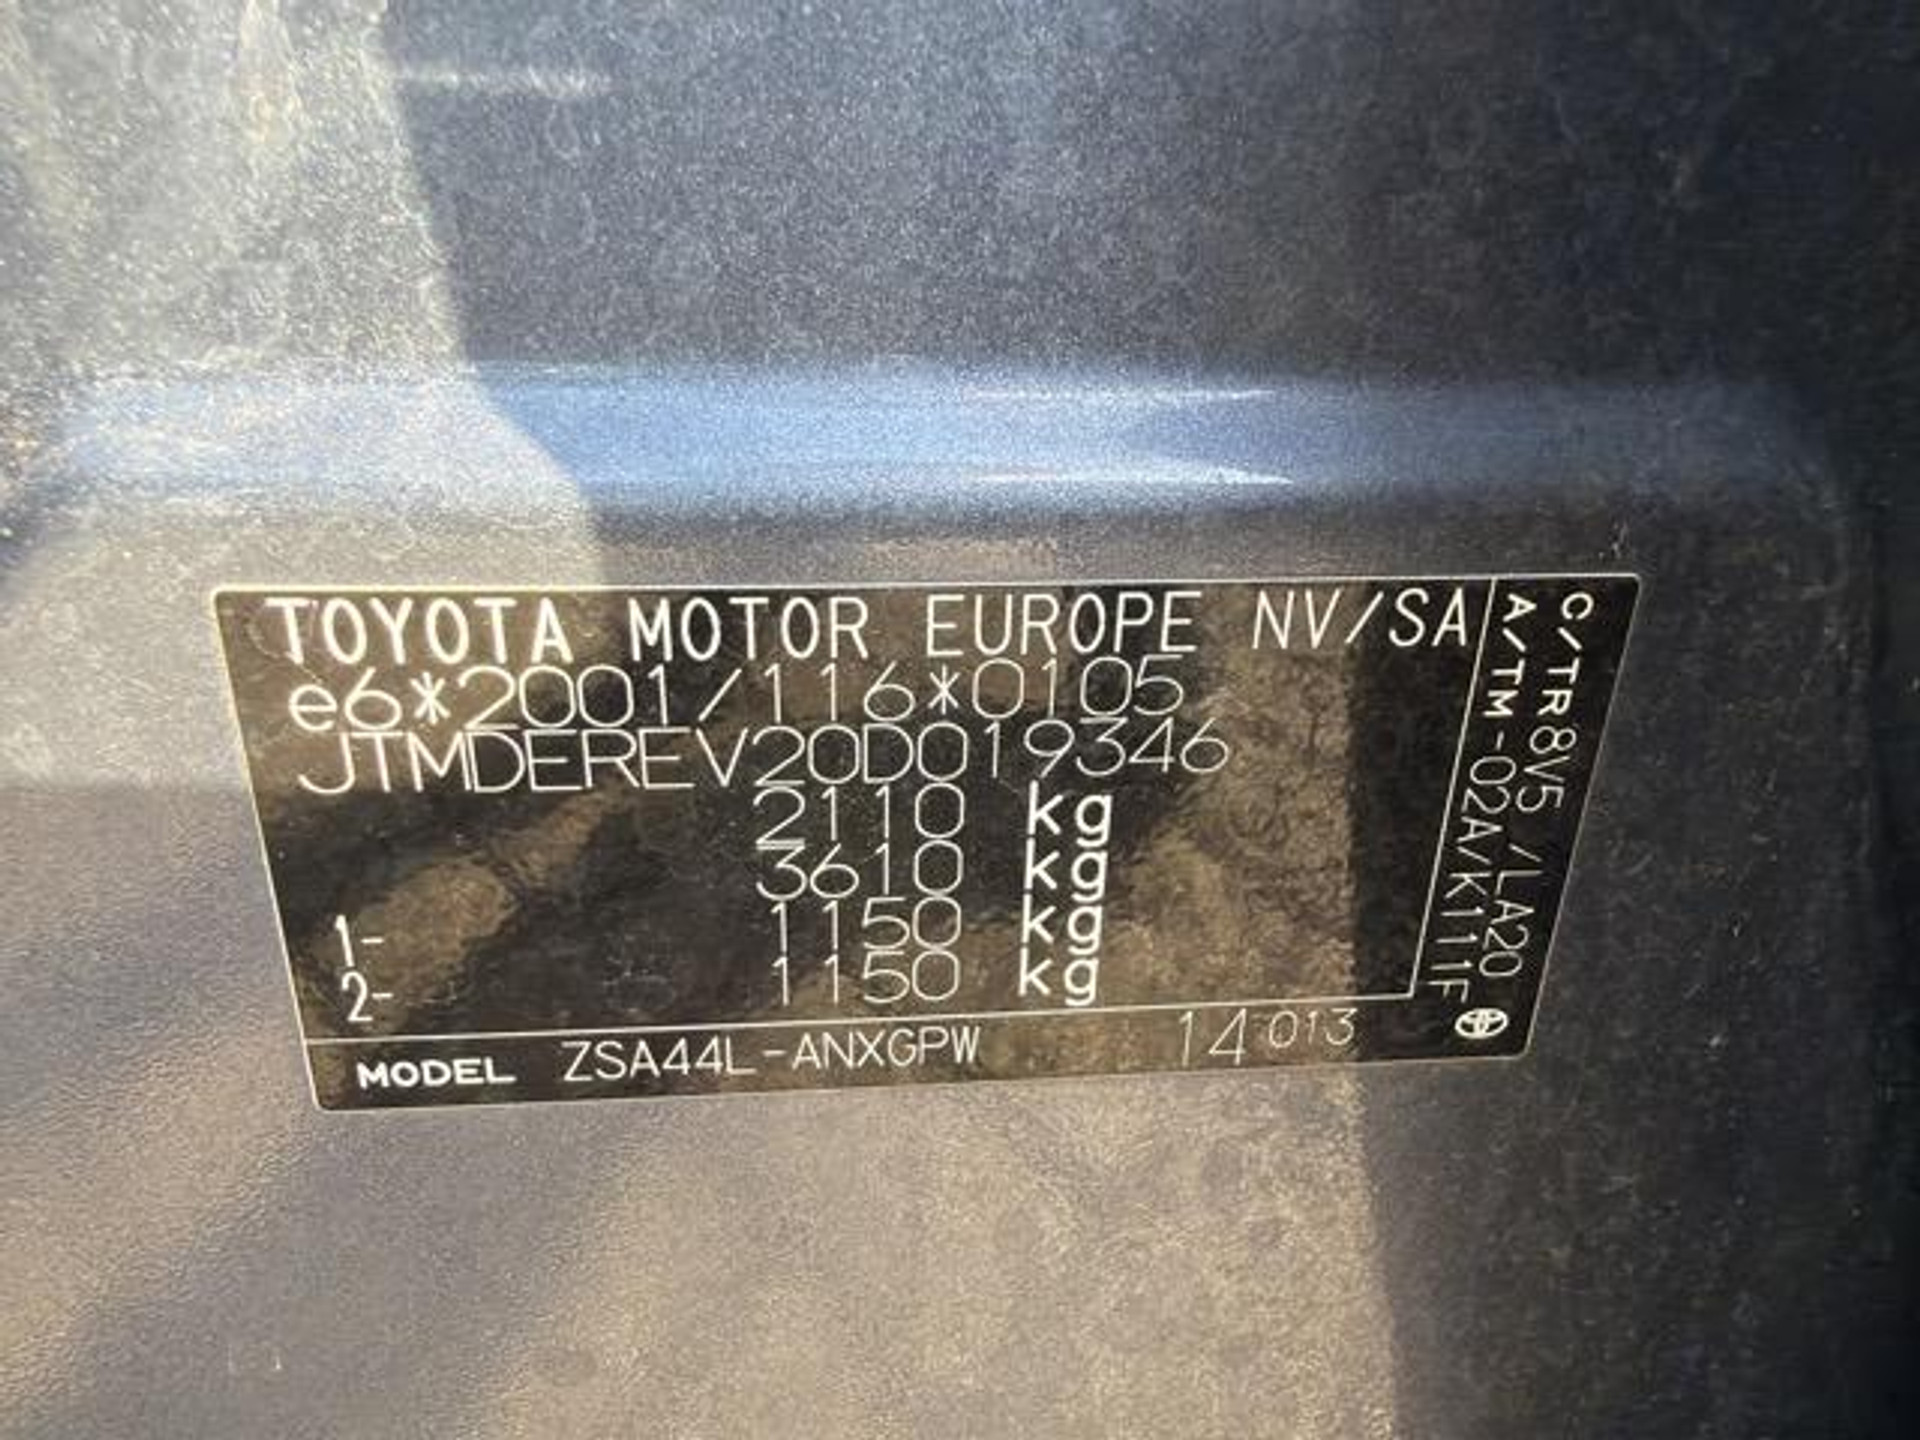 TOYOTA MOTOR EUROPE NV/SA
e6*2001/116*0105
JTMDEREV20D019346
2110 kg
3610 kg
1- 1150 kg
2- 1150 kg
MODEL ZSA44L-ANXGPW 14 013
C/TR 8V5 /LA20
A/TM -02A/K111F